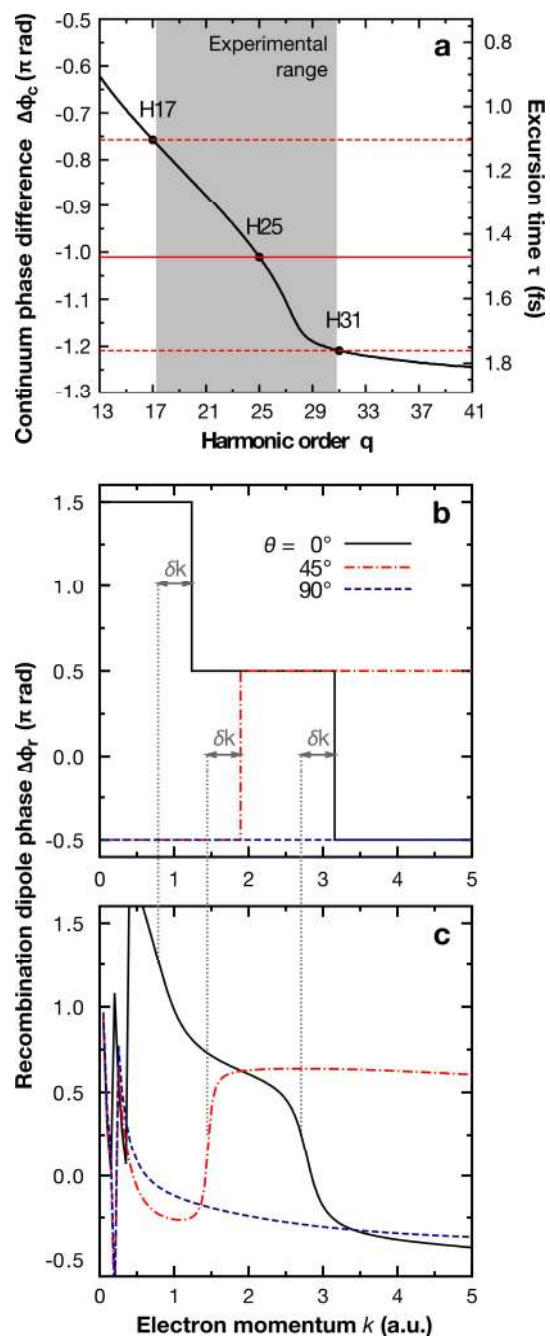 a
Experimental
range
H17
H25
H31
Continuum phase difference Δϕc (π rad)
-0.5
-0.6
-0.7
-0.8
-0.9
-1.0
-1.1
-1.2
-1.3
Excursion time τ (fs)
0.8
1.0
1.2
1.4
1.6
1.8
13 17 21 25 29 33 37 41
Harmonic order q
b
θ = 0°
45°
90°
δk
δk
δk
1.5
1.0
0.5
0.0
-0.5
0 1 2 3 4 5
Recombination dipole phase Δϕr (π rad)
c
1.5
1.0
0.5
0.0
-0.5
0 1 2 3 4 5
Electron momentum k (a.u.)